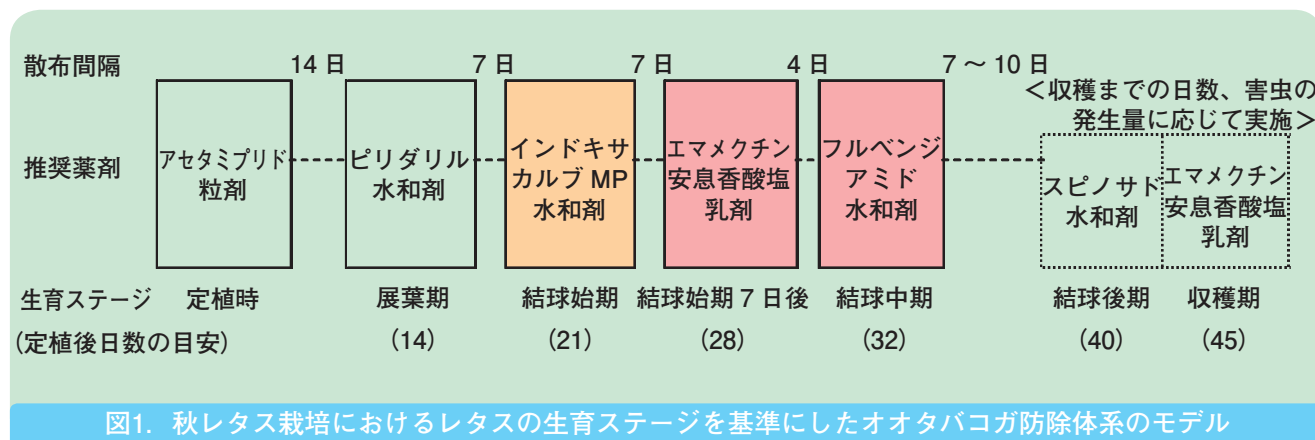 散布間隔 14 日 7 日 7 日 4 日 7 ～ 10 日
＜収穫までの日数、害虫の
発生量に応じて実施＞
推奨薬剤
アセタミプリド
粒剤
ピリダリル
水和剤
インドキサ
カルブ MP
水和剤
エマメクチン
安息香酸塩
乳剤
フルベンジ
アミド
水和剤
スピノサド
水和剤
エマメクチン
安息香酸塩
乳剤
生育ステージ 定植時 展葉期 結球始期 結球始期 7 日後 結球中期 結球後期 収穫期
(定植後日数の目安) (14) (21) (28) (32) (40) (45)
図1. 秋レタス栽培におけるレタスの生育ステージを基準にしたオオタバコガ防除体系のモデル